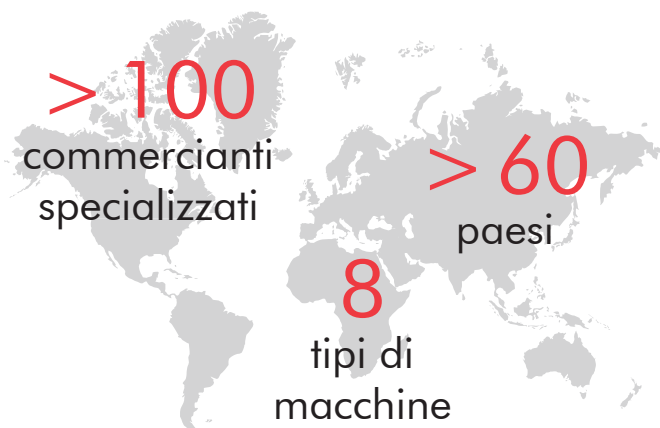 > 100
commercianti
specializzati
> 60
paesi
8
tipi di
macchine